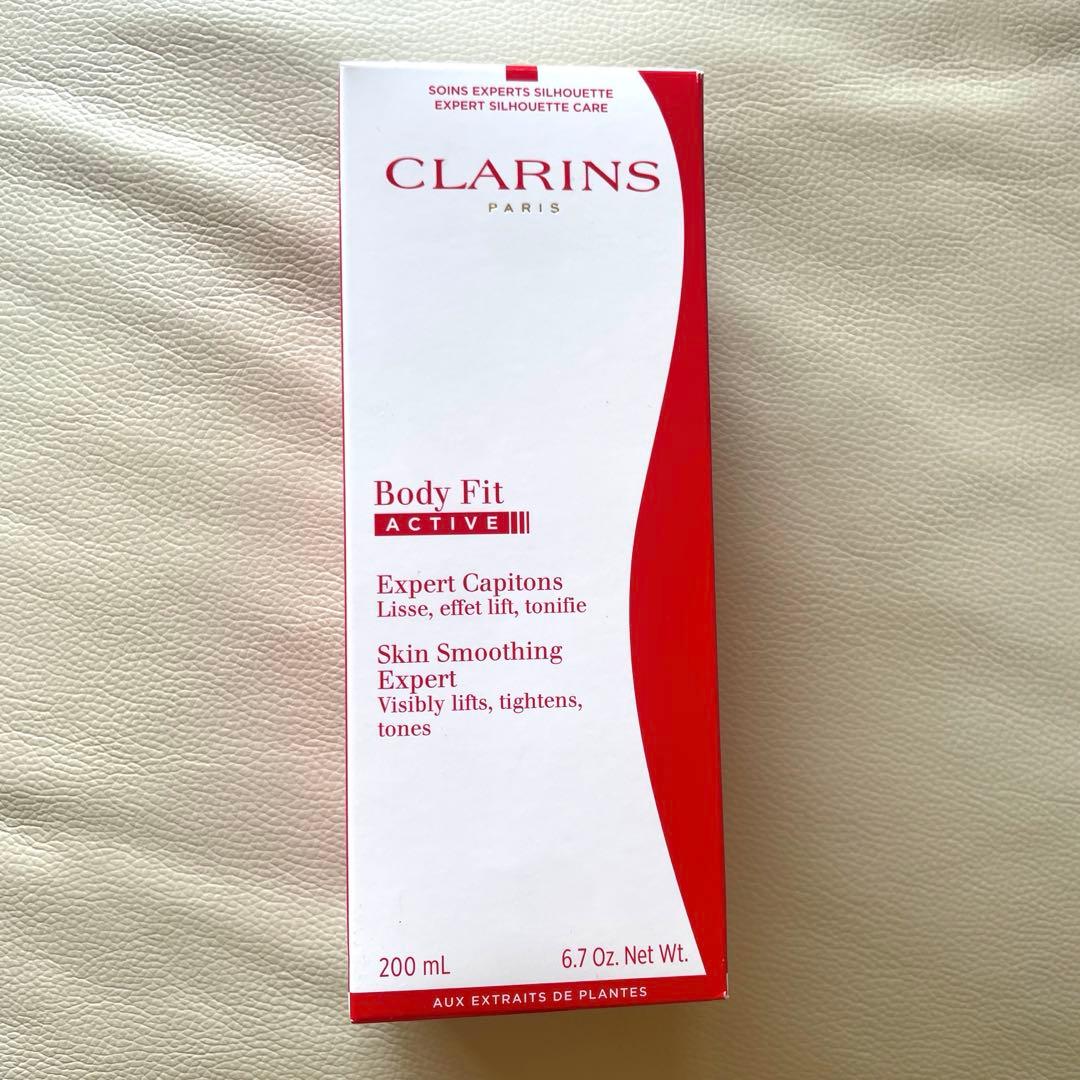 SOINS EXPERTS SILHOUETTE
EXPERT SILHOUETTE CARE
CLARINS
PARIS
Body Fit
ACTIVE
Expert Capitons
Lisse, effet lift, tonifie
Skin Smoothing
Expert
Visibly lifts, tightens,
tones
200 mL 6.7 Oz. Net Wt.
AUX EXTRAITS DE PLANTES